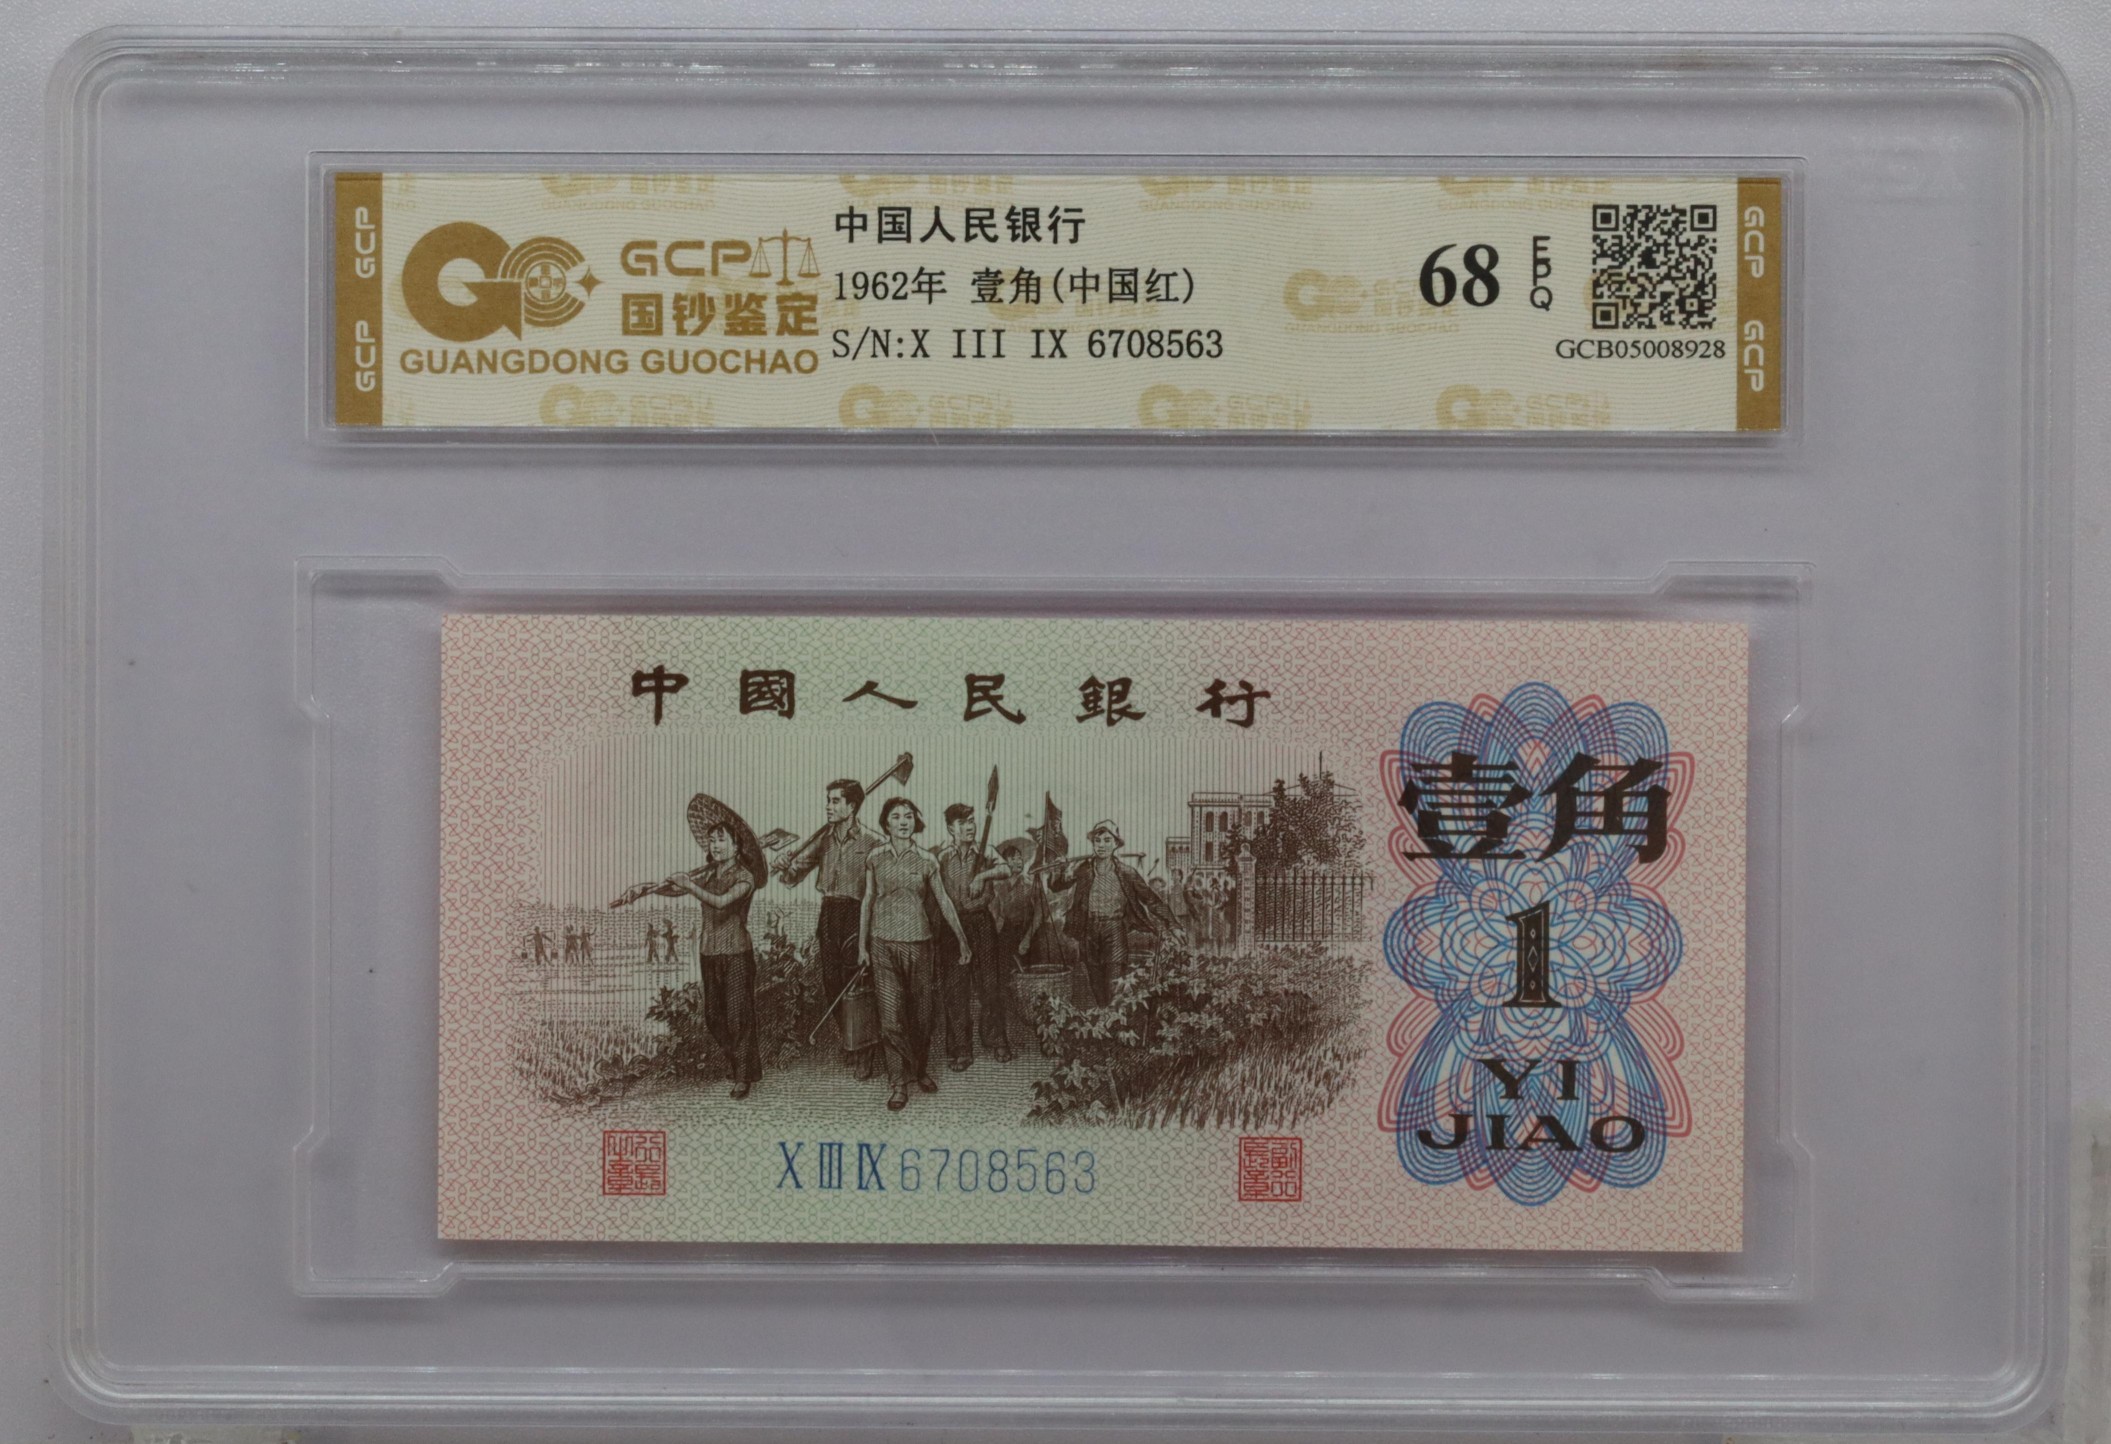 GCP
GCP
GCP
国钞鉴定
GUANGDONG GUOCHAO
中国人民银行
1962年 壹角(中国红)
S/N:X III IX 6708563
68
EPQ
GCB05008928
GCP
GCP
中國人民銀行
壹角
1
YI
JIAO
X III IX 6708563